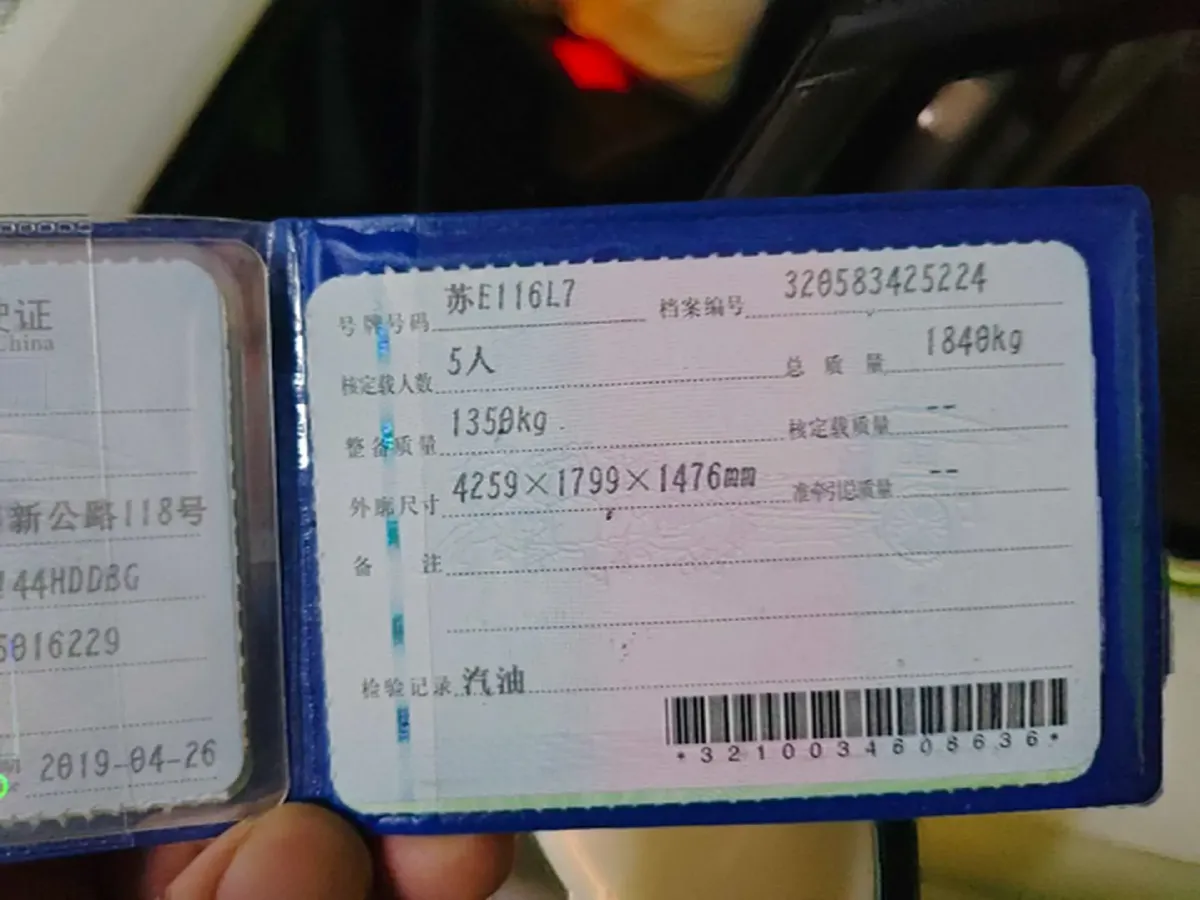 证
China
新公路118号
144HDDBG
5016229
2019-04-26
号牌号码 苏E116L7 档案编号 320583425224
核定载人数 5人 总质量 1840kg
整备质量 1350kg 核定载质量 --
外廓尺寸 4259×1799×1476mm 准牵引总质量 --
备注
检验记录 汽油
*3210034608636*